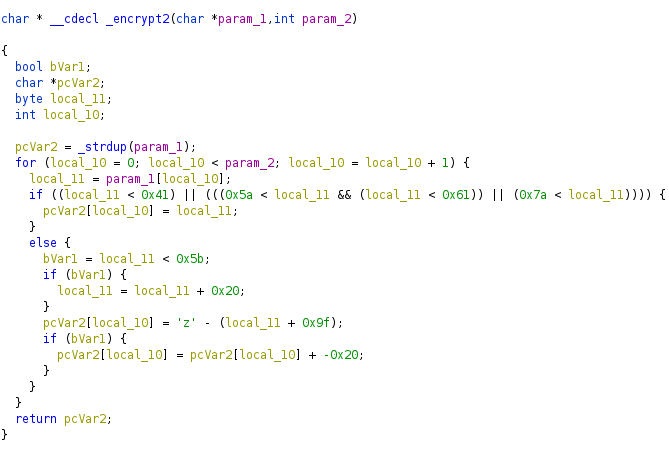 char * __cdecl _encrypt2(char *param_1,int param_2)
{
bool bVar1;
char *pcVar2;
byte local_11;
int local_10;
pcVar2 = _strdup(param_1);
for (local_10 = 0; local_10 < param_2; local_10 = local_10 + 1) {
local_11 = param_1[local_10];
if ((local_11 < 0x41) || (((0x5a < local_11 && (local_11 < 0x61)) || (0x7a < local_11)))) {
pcVar2[local_10] = local_11;
}
else {
bVar1 = local_11 < 0x5b;
if (bVar1) {
local_11 = local_11 + 0x20;
}
pcVar2[local_10] = 'z' - (local_11 + 0x9f);
if (bVar1) {
pcVar2[local_10] = pcVar2[local_10] + -0x20;
}
}
}
return pcVar2;
}